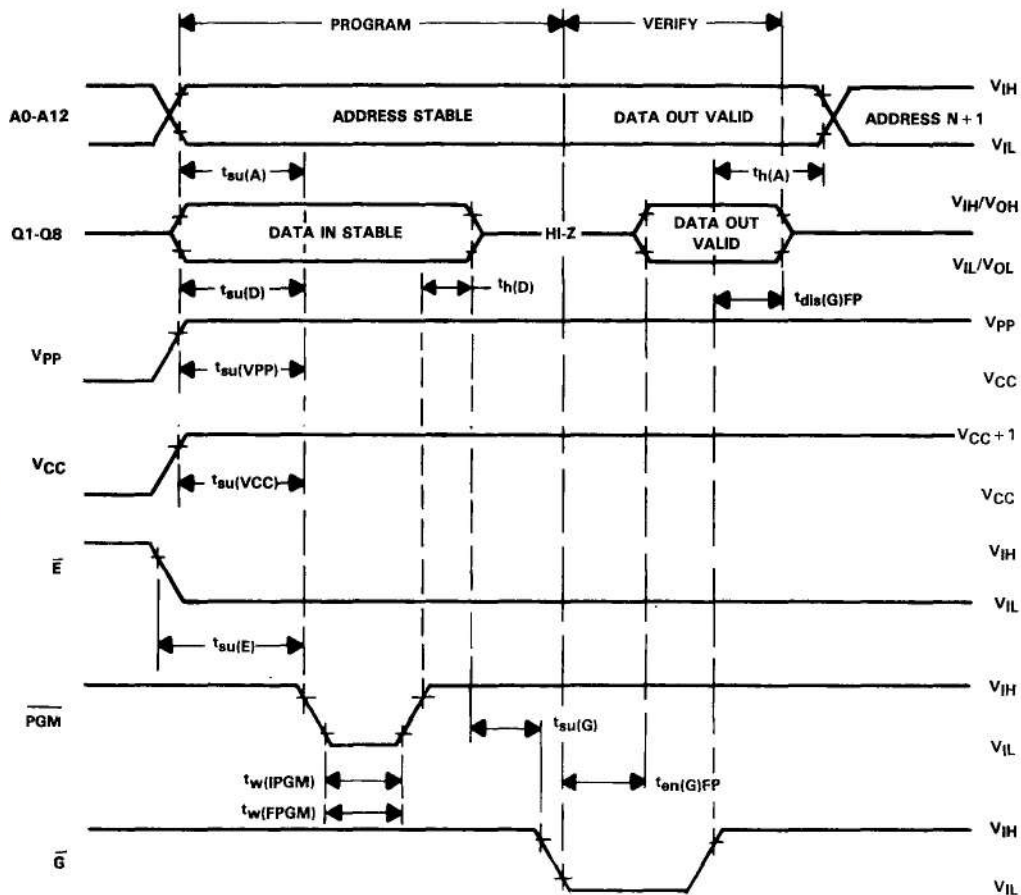 PROGRAM VERIFY
A0-A12 ADDRESS STABLE DATA OUT VALID ADDRESS N + 1 VIH
VIL
tsu(A) th(A)
Q1-Q8 DATA IN STABLE HI-Z DATA OUT VALID VIH/VOH
VIL/VOL
tsu(D) th(D) tdis(G)FP
VPP tsu(VPP) VPP
VCC
VCC tsu(VCC) VCC + 1
VCC
E̅ VIH
VIL
tsu(E)
P̅G̅M̅ VIH
tsu(G) VIL
tw(IPGM) ten(G)FP
tw(FPGM)
G̅ VIH
VIL